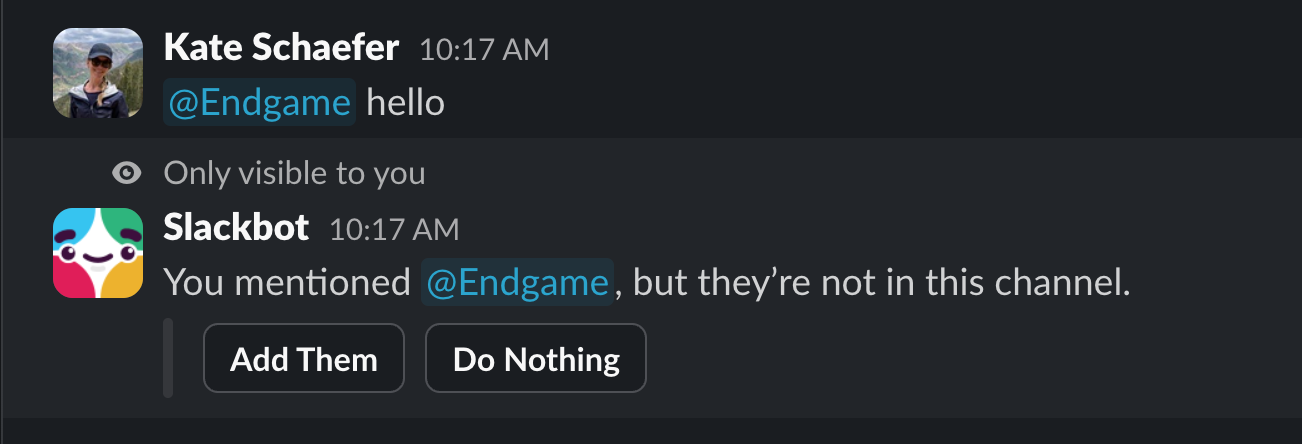 Kate Schaefer 10:17 AM
@Endgame hello
Only visible to you
Slackbot 10:17 AM
You mentioned @Endgame, but they’re not in this channel.
Add Them Do Nothing